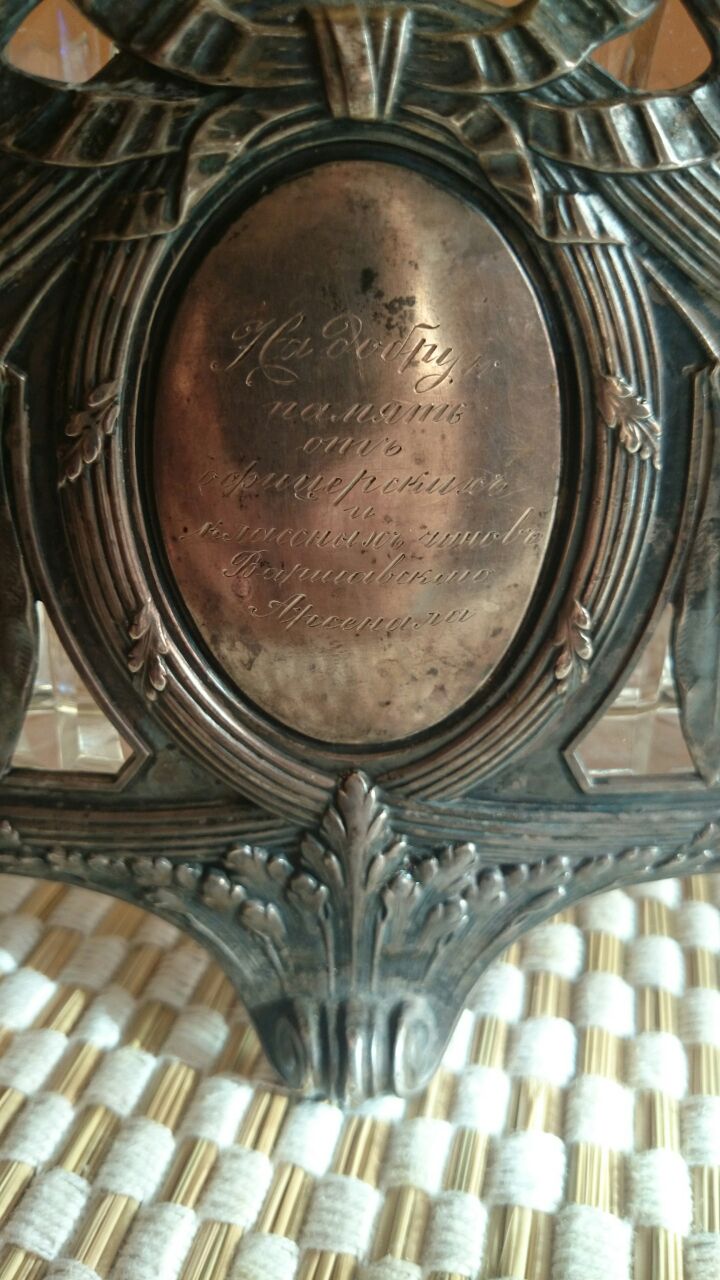 На добрую
память
отъ
офицерскихъ
и
классныхъ чиновъ
Варшавскаго
Арсенала